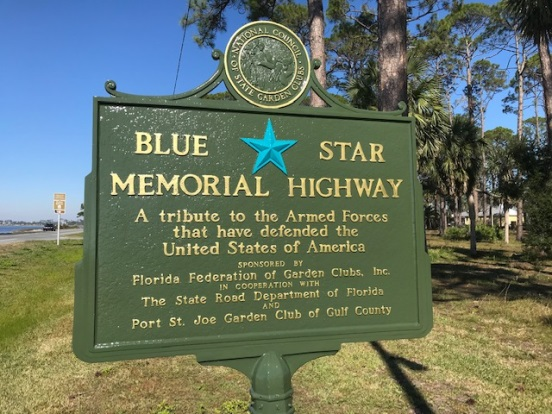 NATIONAL COUNCIL
OF STATE GARDEN CLUBS
BLUE STAR
MEMORIAL HIGHWAY
A tribute to the Armed Forces
that have defended the
United States of America
SPONSORED BY
Florida Federation of Garden Clubs, Inc.
IN COOPERATION WITH
The State Road Department of Florida
AND
Port St. Joe Garden Club of Gulf County